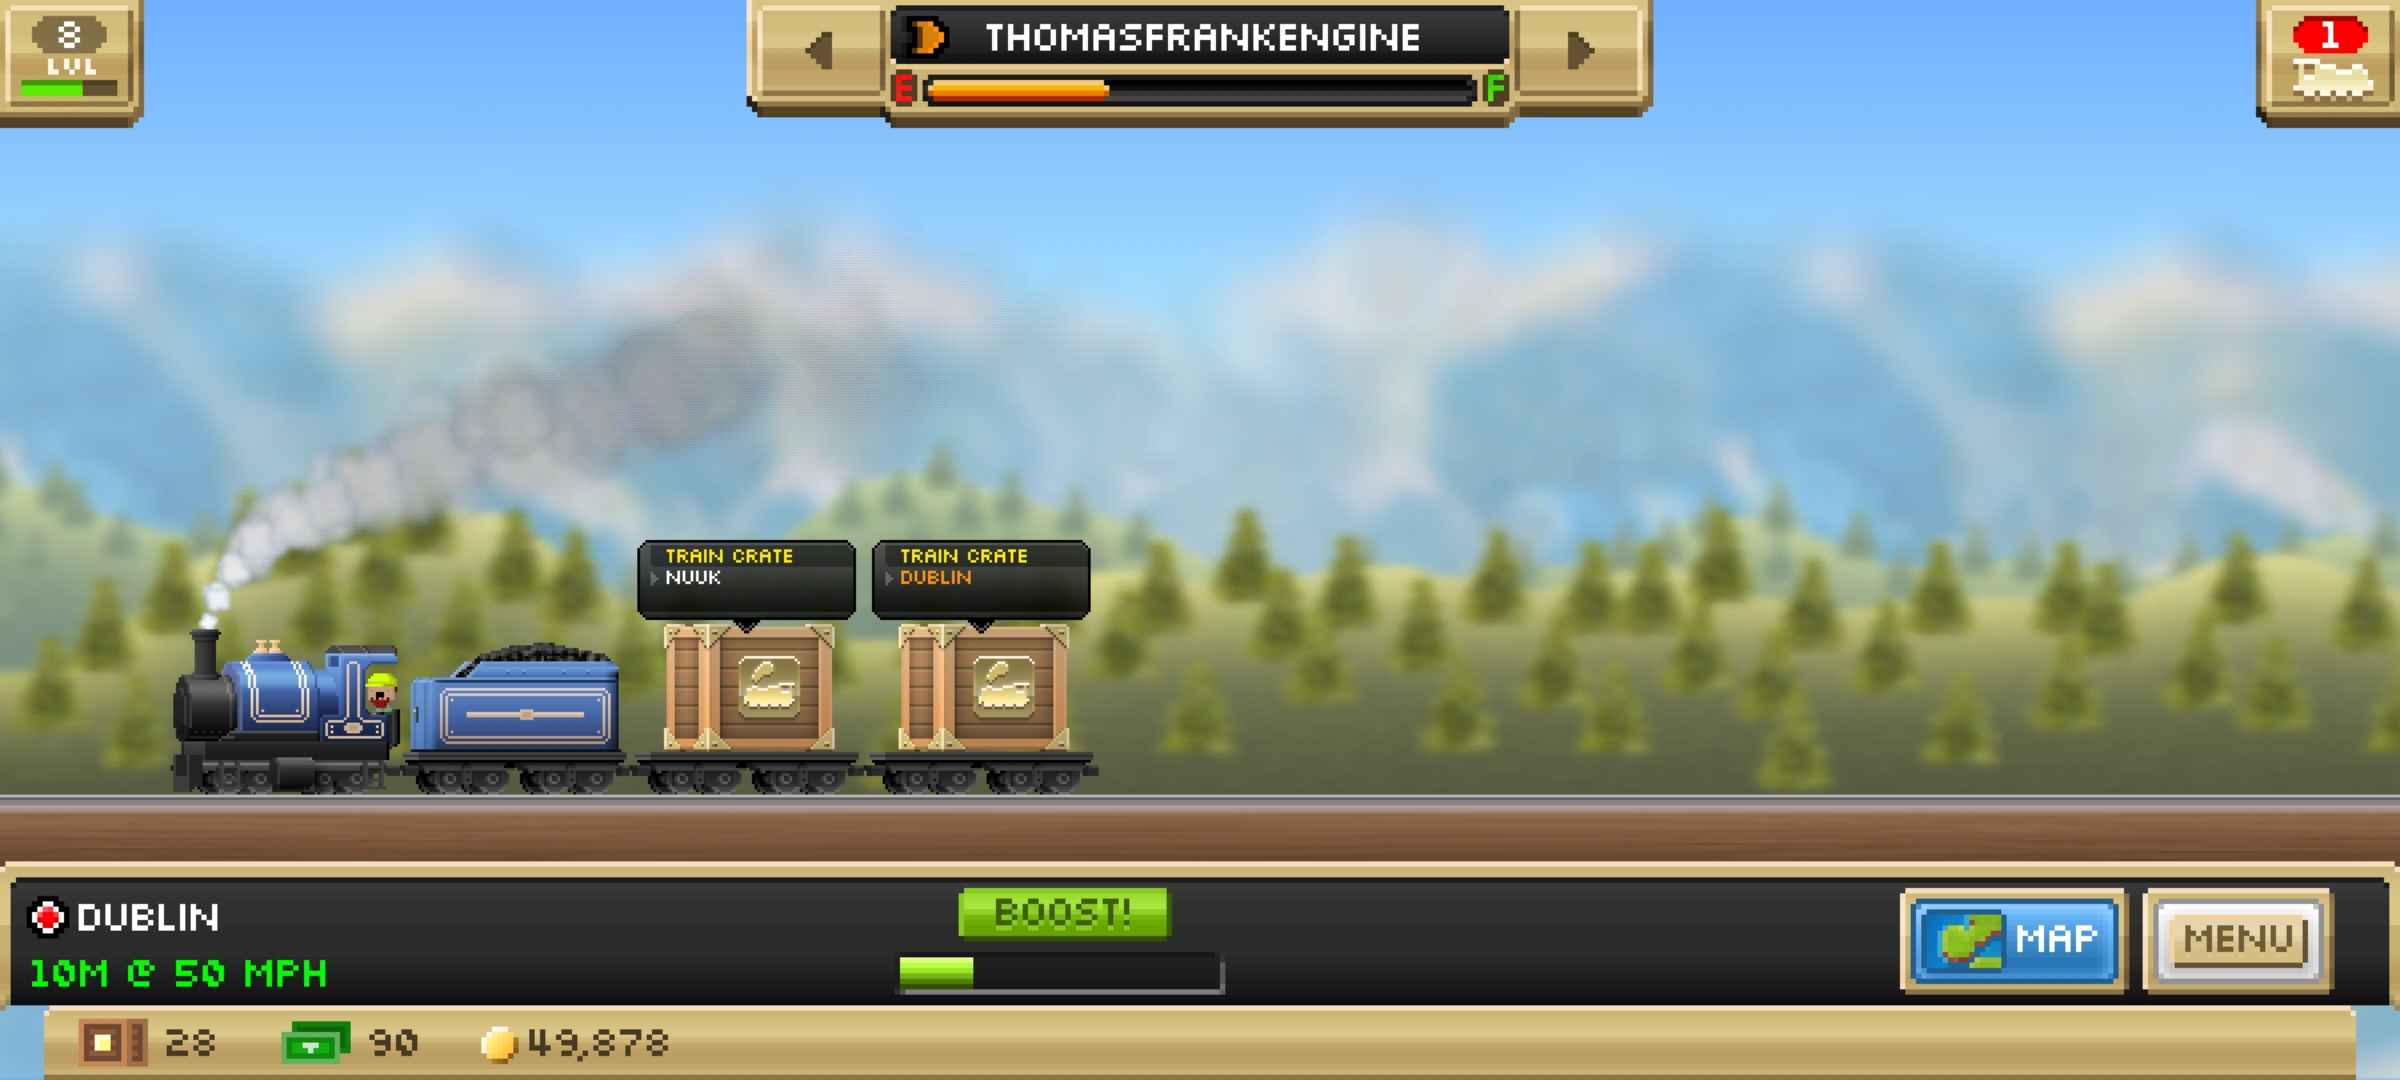 8
LVL
THOMASFRANKENGINE
E F
1
TRAIN CRATE
NUUK
TRAIN CRATE
DUBLIN
DUBLIN
10M @ 50 MPH
BOOST!
MAP
MENU
28
90
49,878